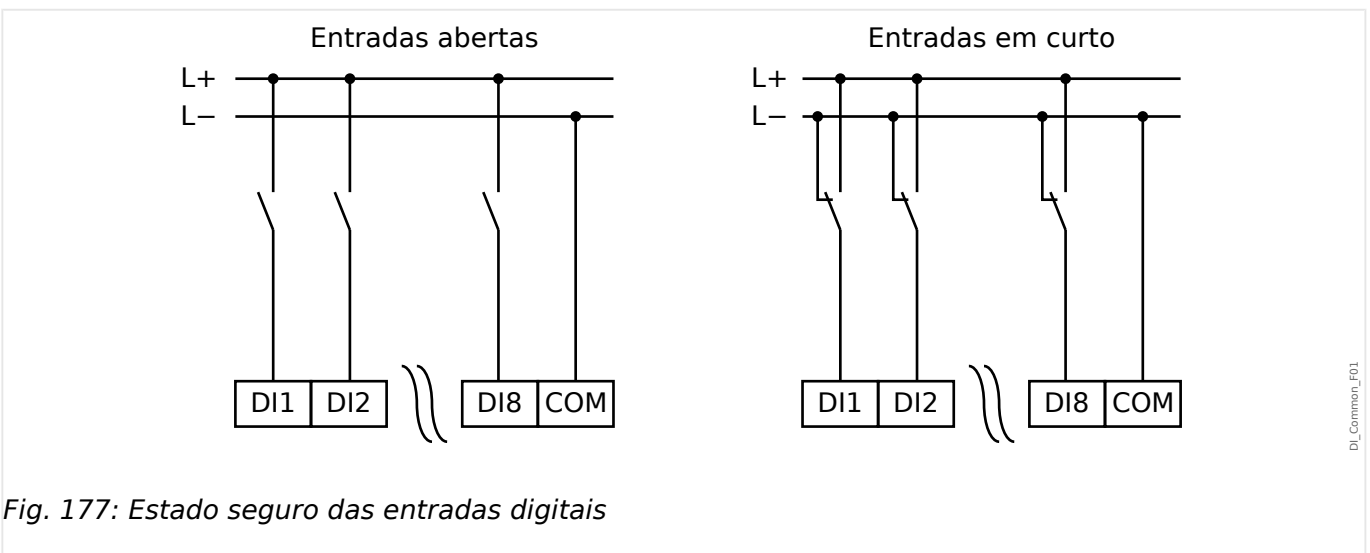 Entradas abertas
L+
L−
DI1 DI2 DI8 COM
Entradas em curto
L+
L−
DI1 DI2 DI8 COM
DI_Common_F01
Fig. 177: Estado seguro das entradas digitais